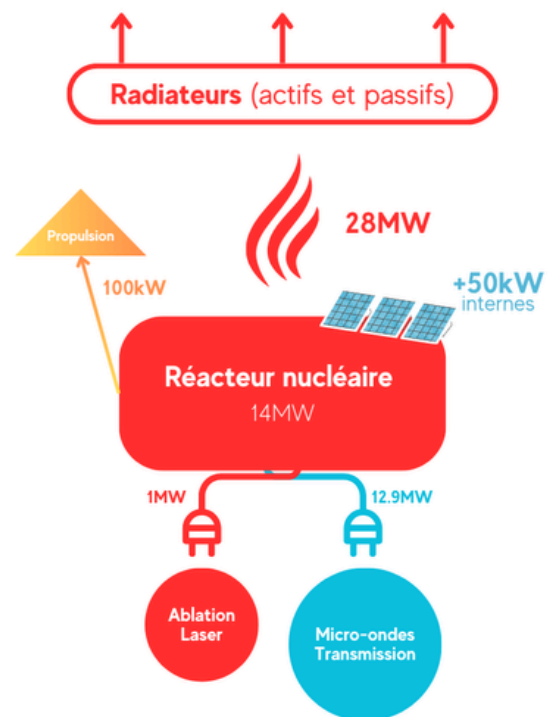 Radiateurs (actifs et passifs)
28MW
Propulsion
100kW
+50kW
internes
Réacteur nucléaire
14MW
1MW
12.9MW
Ablation
Laser
Micro-ondes
Transmission